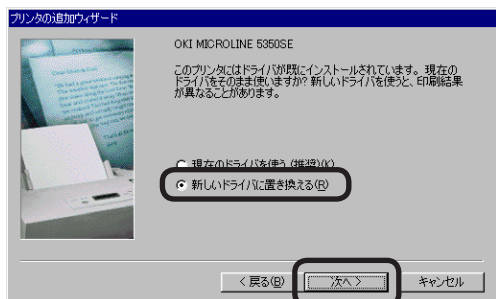 プリンタの追加ウィザード
OKI MICROLINE 5350SE
このプリンタにはドライバが既にインストールされています。現在の
ドライバをそのまま使いますか? 新しいドライバを使うと、印刷結果
が異なることがあります。
現在のドライバを使う (推奨)(K)
新しいドライバに置き換える(R)
< 戻る(B)
次へ >
キャンセル